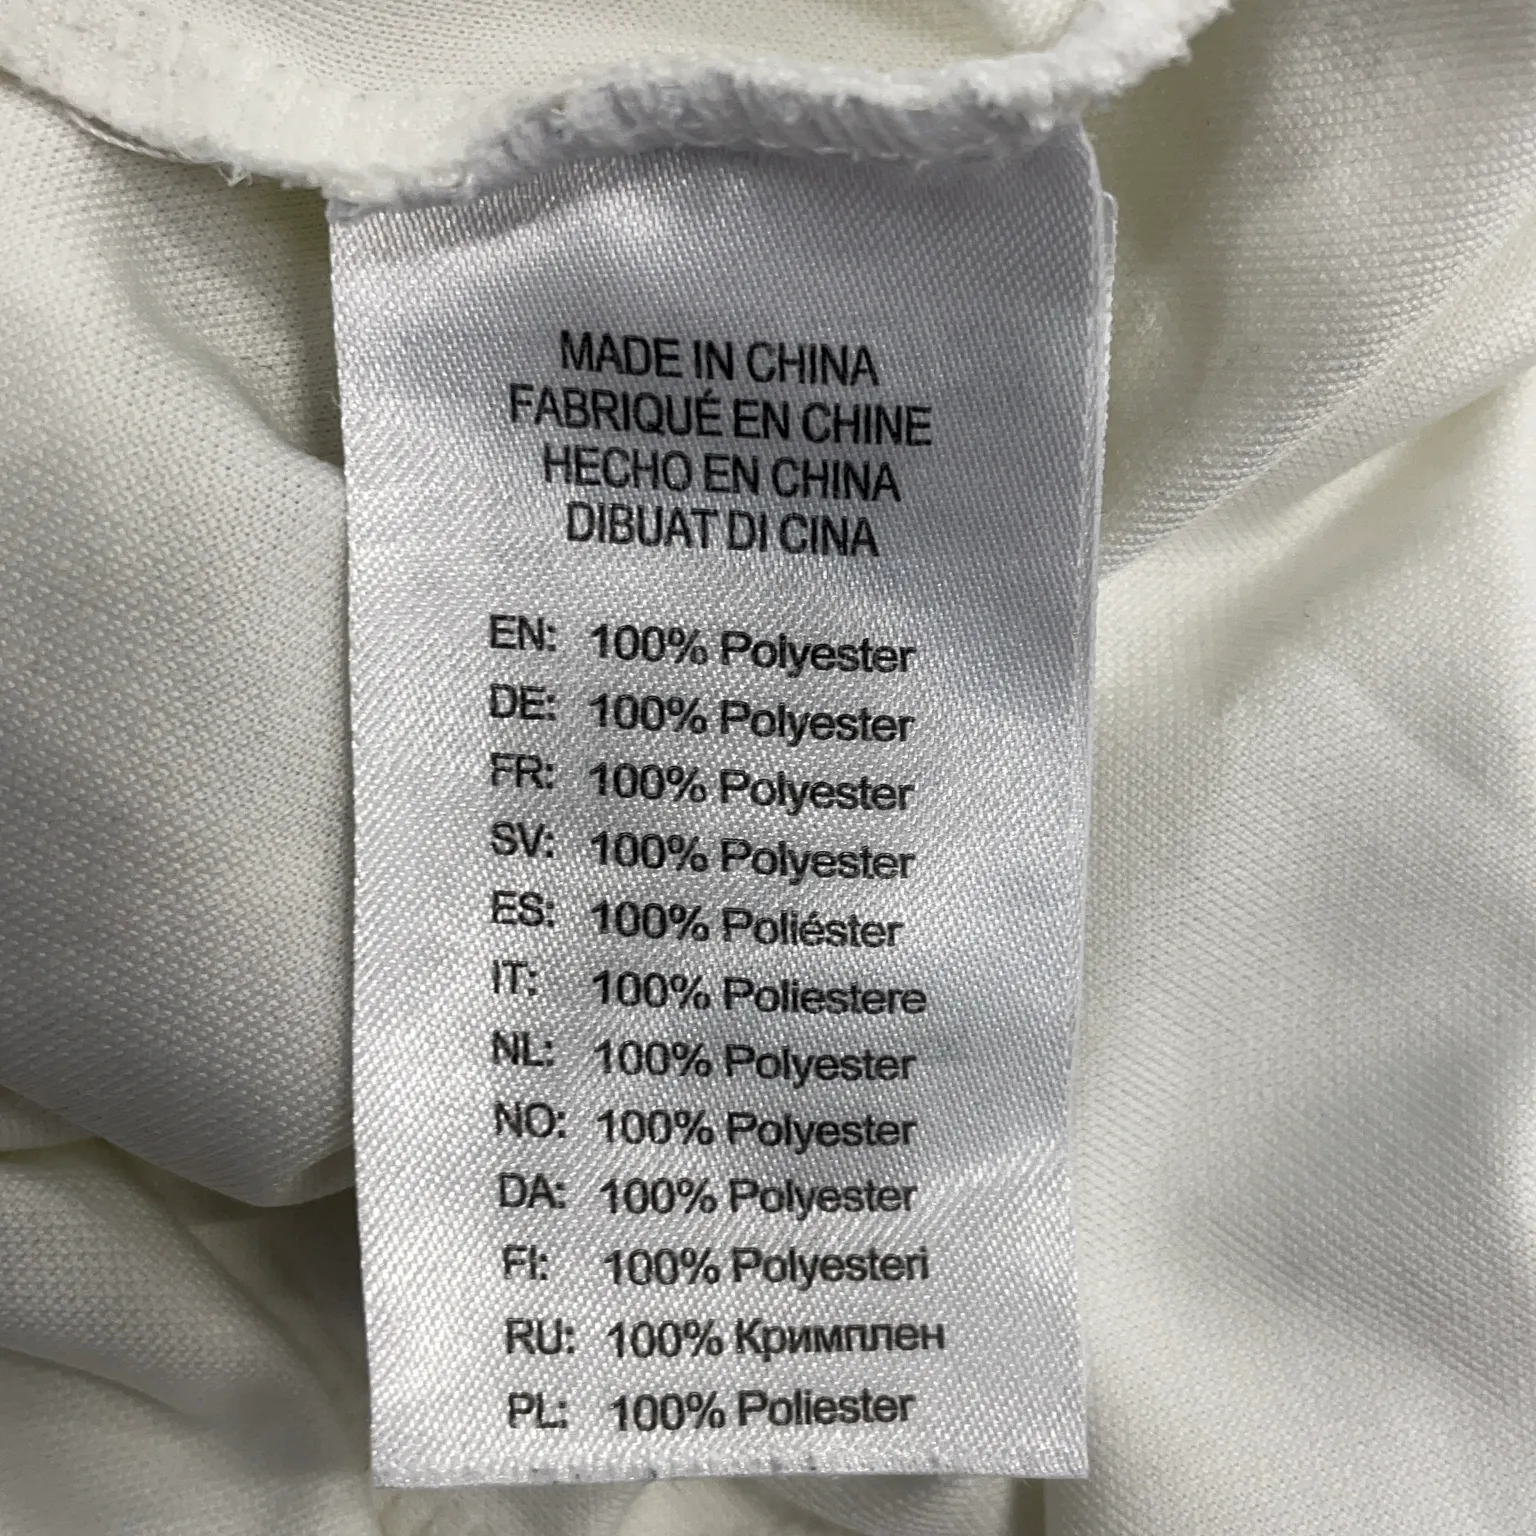 MADE IN CHINA
FABRIQUÉ EN CHINE
HECHO EN CHINA
DIBUAT DI CINA
EN: 100% Polyester
DE: 100% Polyester
FR: 100% Polyester
SV: 100% Polyester
ES: 100% Poliéster
IT: 100% Poliestere
NL: 100% Polyester
NO: 100% Polyester
DA: 100% Polyester
FI: 100% Polyesteri
RU: 100% Кримплен
PL: 100% Poliester